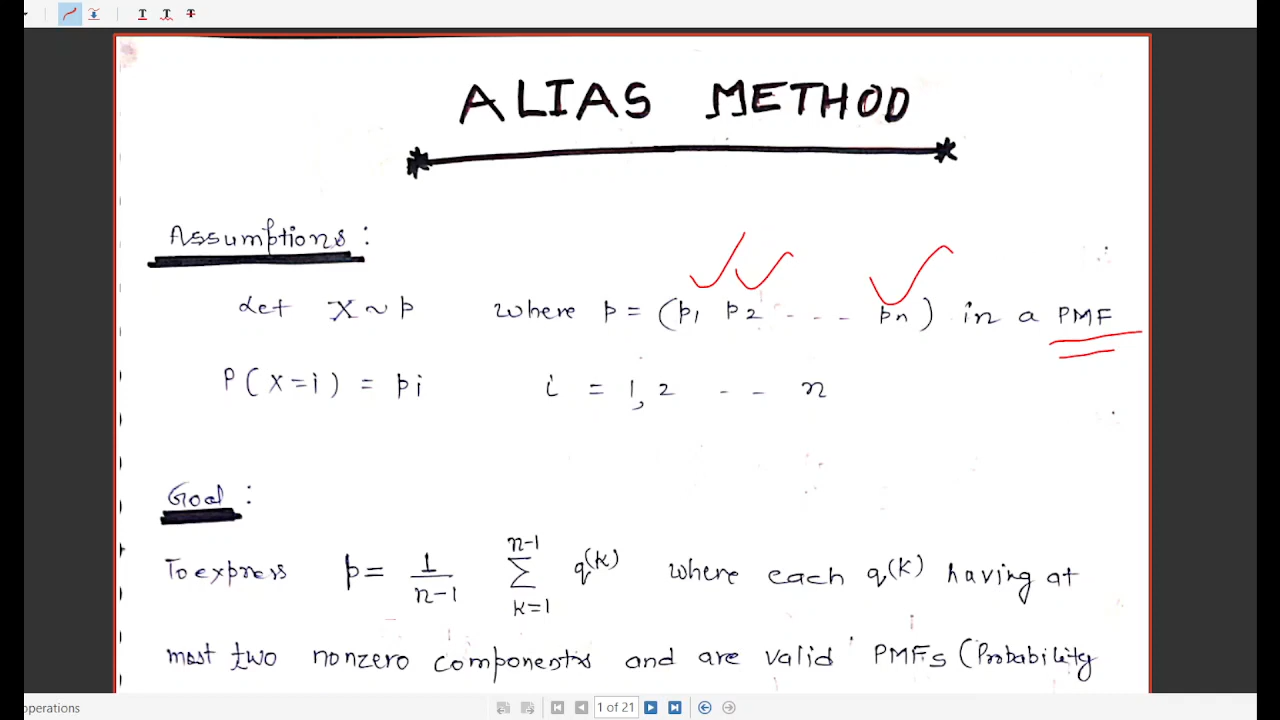 T T T
ALIAS METHOD
Assumptions :
Let X ~ p where p = (p1 p2 - - - pn) in a PMF
P(X=i) = pi i = 1, 2 - - n
Goal :
To express p = 1/(n-1) n-1 Σ k=1 q^(k) where each q^(k) having at
most two nonzero components and are valid PMFs (Probability
operations 1 of 21